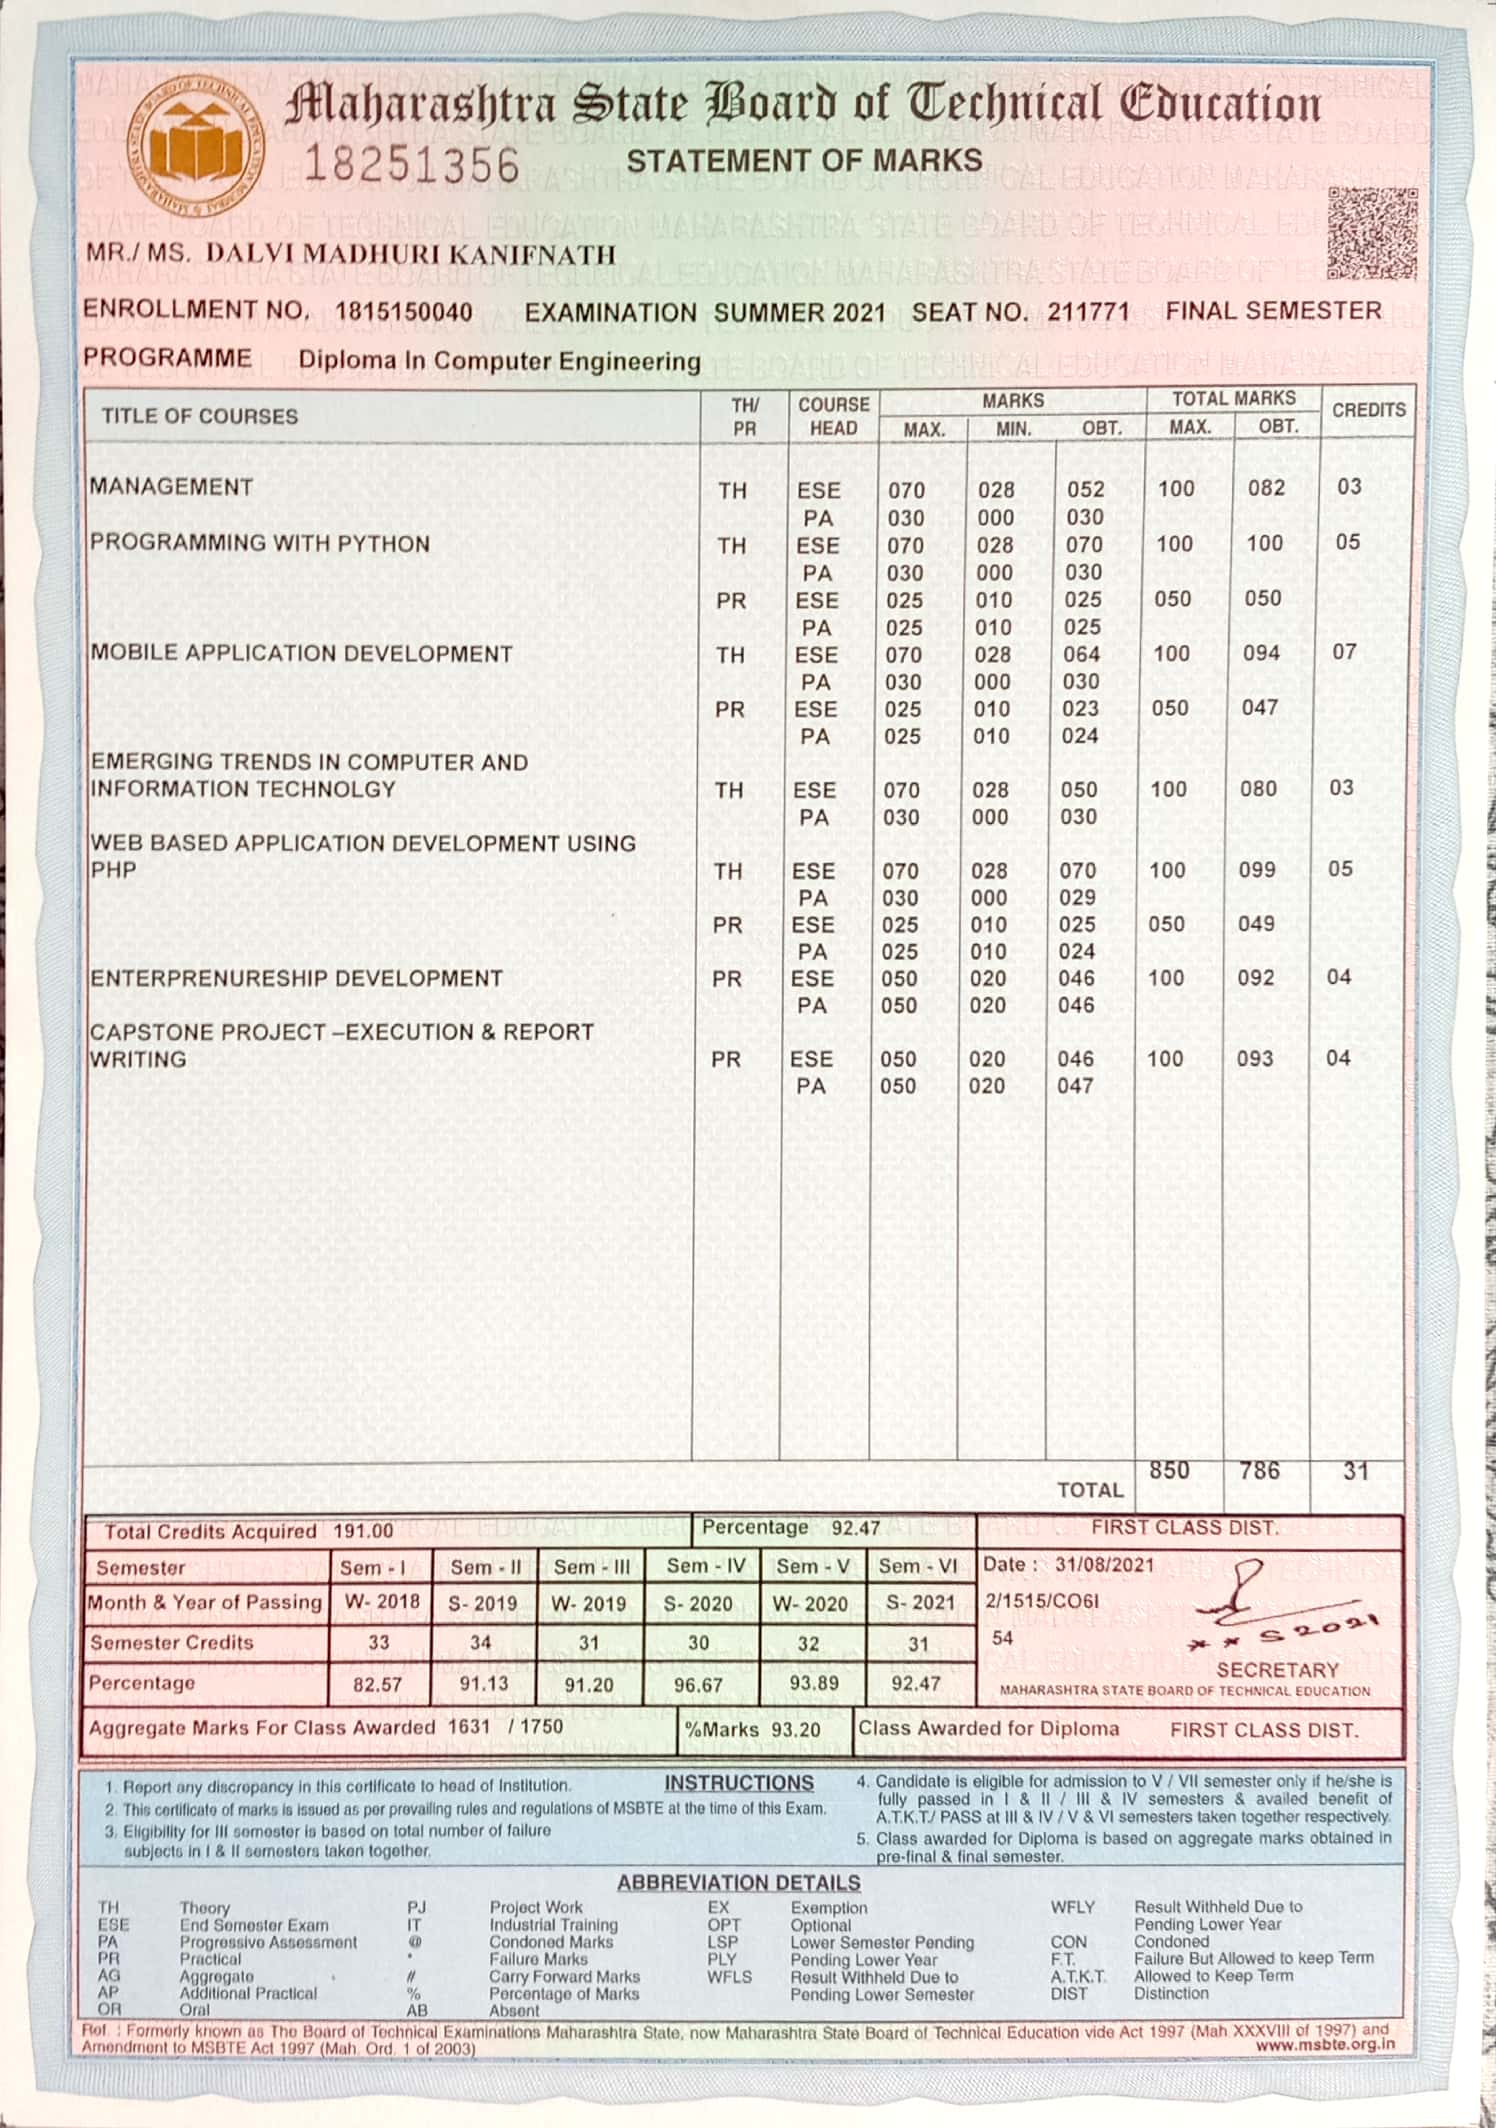 Maharashtra State Board of Technical Education
18251356 STATEMENT OF MARKS
MR./ MS. DALVI MADHURI KANIFNATH
ENROLLMENT NO. 1815150040 EXAMINATION SUMMER 2021 SEAT NO. 211771 FINAL SEMESTER
PROGRAMME Diploma In Computer Engineering
TITLE OF COURSES TH/ PR COURSE HEAD MARKS TOTAL MARKS CREDITS
MAX. MIN. OBT. MAX. OBT.
MANAGEMENT TH ESE 070 028 052 100 082 03
PA 030 000 030
PROGRAMMING WITH PYTHON TH ESE 070 028 070 100 100 05
PA 030 000 030
PR ESE 025 010 025 050 050
PA 025 010 025
MOBILE APPLICATION DEVELOPMENT TH ESE 070 028 064 100 094 07
PA 030 000 030
PR ESE 025 010 023 050 047
PA 025 010 024
EMERGING TRENDS IN COMPUTER AND
INFORMATION TECHNOLGY TH ESE 070 028 050 100 080 03
PA 030 000 030
WEB BASED APPLICATION DEVELOPMENT USING
PHP TH ESE 070 028 070 100 099 05
PA 030 000 029
PR ESE 025 010 025 050 049
PA 025 010 024
ENTERPRENURESHIP DEVELOPMENT PR ESE 050 020 046 100 092 04
PA 050 020 046
CAPSTONE PROJECT –EXECUTION & REPORT
WRITING PR ESE 050 020 046 100 093 04
PA 050 020 047
TOTAL 850 786 31
Total Credits Acquired 191.00 Percentage 92.47 FIRST CLASS DIST.
Semester Sem - I Sem - II Sem - III Sem - IV Sem - V Sem - VI Date : 31/08/2021
Month & Year of Passing W- 2018 S- 2019 W- 2019 S- 2020 W- 2020 S- 2021 2/1515/CO6I
Semester Credits 33 34 31 30 32 31 54
* * S 2021
Percentage 82.57 91.13 91.20 96.67 93.89 92.47
SECRETARY
MAHARASHTRA STATE BOARD OF TECHNICAL EDUCATION
Aggregate Marks For Class Awarded 1631 / 1750 %Marks 93.20 Class Awarded for Diploma FIRST CLASS DIST.
INSTRUCTIONS
1. Report any discrepancy in this certificate to head of Institution.
2. This certificate of marks is issued as per prevailing rules and regulations of MSBTE at the time of this Exam.
3. Eligibility for III semester is based on total number of failure
subjects in I & II semesters taken together.
4. Candidate is eligible for admission to V / VII semester only if he/she is
fully passed in I & II / III & IV semesters & availed benefit of
A.T.K.T./ PASS at III & IV / V & VI semesters taken together respectively.
5. Class awarded for Diploma is based on aggregate marks obtained in
pre-final & final semester.
ABBREVIATION DETAILS
TH Theory PJ Project Work EX Exemption WFLY Result Withheld Due to
ESE End Semester Exam IT Industrial Training OPT Optional Pending Lower Year
PA Progressive Assessment @ Condoned Marks LSP Lower Semester Pending CON Condoned
PR Practical * Failure Marks PLY Pending Lower Year F.T. Failure But Allowed to keep Term
AG Aggregate // Carry Forward Marks WFLS Result Withheld Due to A.T.K.T. Allowed to Keep Term
AP Additional Practical % Percentage of Marks Pending Lower Semester DIST Distinction
OR Oral AB Absent
Ref. : Formerly known as The Board of Technical Examinations Maharashtra State, now Maharashtra State Board of Technical Education vide Act 1997 (Mah XXXVIII of 1997) and
Amendment to MSBTE Act 1997 (Mah. Ord. 1 of 2003) www.msbte.org.in